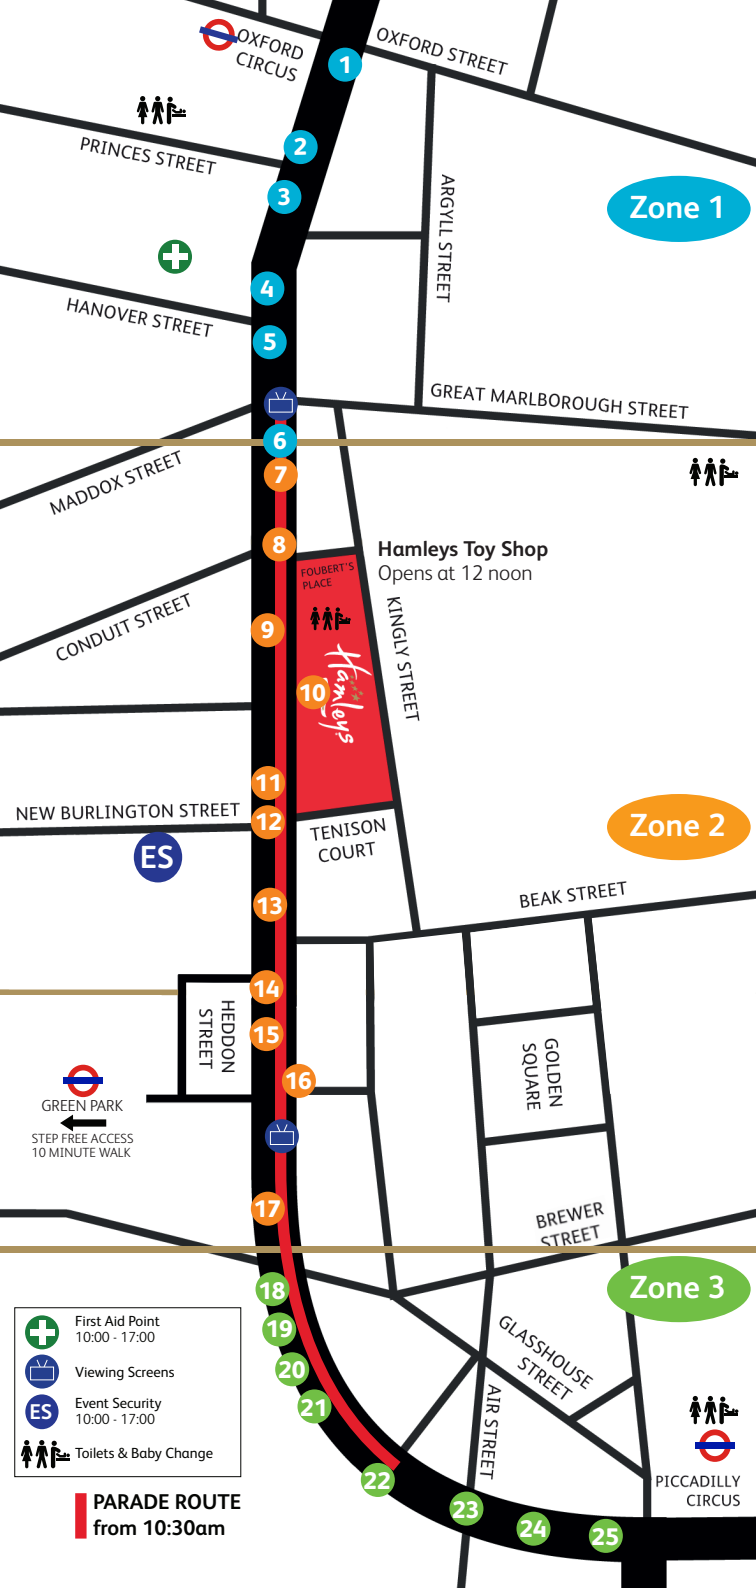 OXFORD
CIRCUS
OXFORD STREET
1
2
PRINCES STREET
3
ARGYLL STREET
Zone 1
4
HANOVER STREET
5
GREAT MARLBOROUGH STREET
6
MADDOX STREET
7
8
Hamleys Toy Shop
Opens at 12 noon
FOUBERT'S
PLACE
CONDUIT STREET
9
KINGLY STREET
10
Hamleys
11
NEW BURLINGTON STREET
12
TENISON
COURT
Zone 2
ES
BEAK STREET
13
14
HEDDON
STREET
15
GOLDEN
SQUARE
16
GREEN PARK
STEP FREE ACCESS
10 MINUTE WALK
17
BREWER
STREET
18
Zone 3
19
GLASSHOUSE
STREET
20
21
AIR STREET
22
PICCADILLY
CIRCUS
23
24
25
First Aid Point
10:00 - 17:00
Viewing Screens
ES
Event Security
10:00 - 17:00
Toilets & Baby Change
PARADE ROUTE
from 10:30am